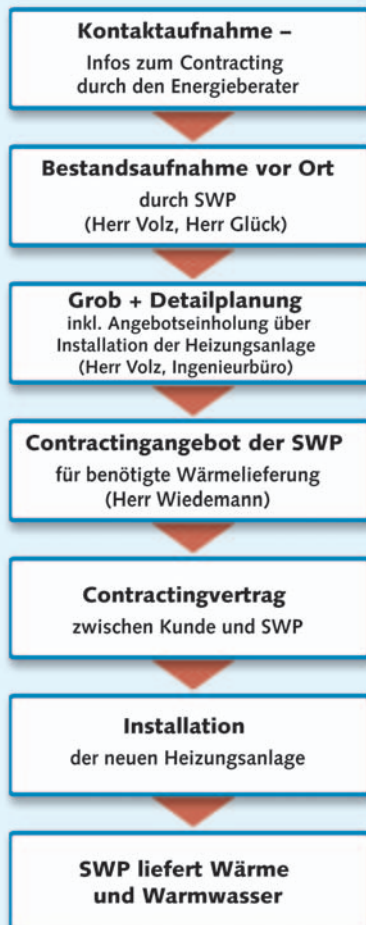 Kontaktaufnahme –
Infos zum Contracting
durch den Energieberater
Bestandsaufnahme vor Ort
durch SWP
(Herr Volz, Herr Glück)
Grob + Detailplanung
inkl. Angebotseinholung über
Installation der Heizungsanlage
(Herr Volz, Ingenieurbüro)
Contractingangebot der SWP
für benötigte Wärmelieferung
(Herr Wiedemann)
Contractingvertrag
zwischen Kunde und SWP
Installation
der neuen Heizungsanlage
SWP liefert Wärme
und Warmwasser